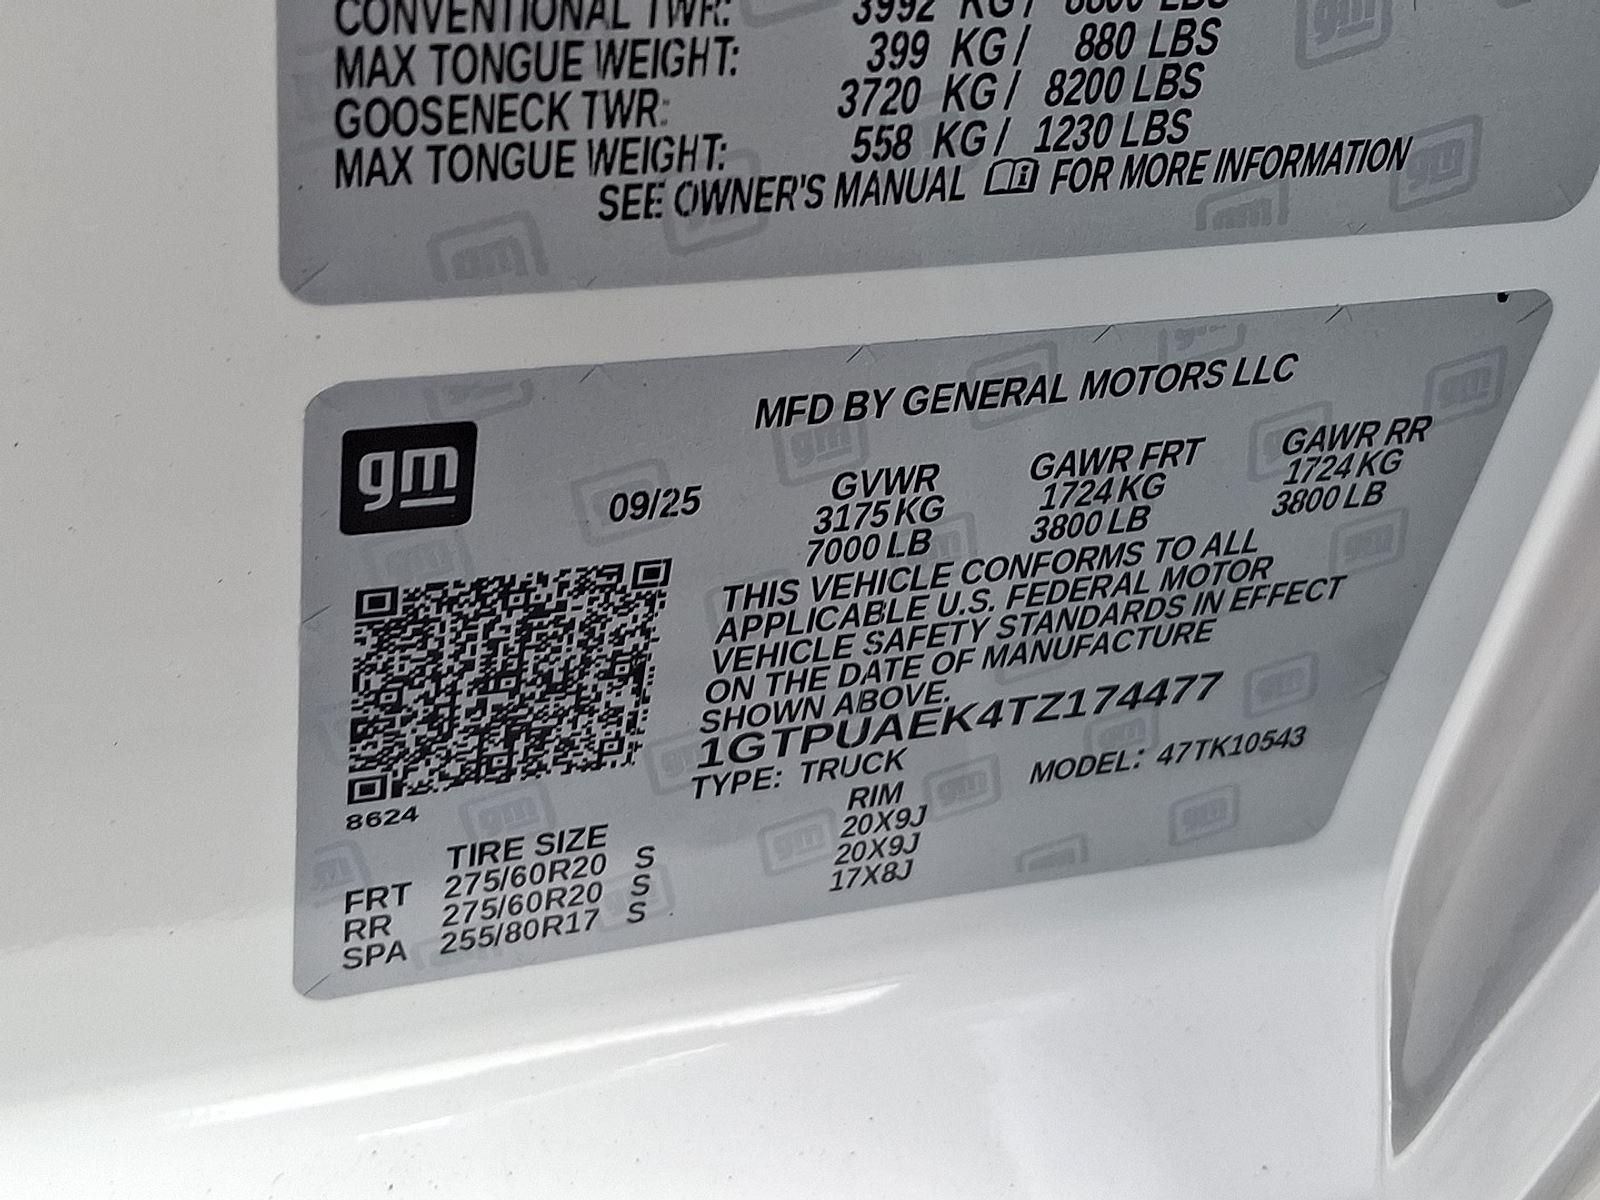 CONVENTIONAL TWR: 3992 KG / 8800 LBS
MAX TONGUE WEIGHT: 399 KG / 880 LBS
GOOSENECK TWR: 3720 KG / 8200 LBS
MAX TONGUE WEIGHT: 558 KG / 1230 LBS
SEE OWNER'S MANUAL FOR MORE INFORMATION
MFD BY GENERAL MOTORS LLC
gm
09/25
GVWR GAWR FRT GAWR RR
3175 KG 1724 KG 1724 KG
7000 LB 3800 LB 3800 LB
THIS VEHICLE CONFORMS TO ALL
APPLICABLE U.S. FEDERAL MOTOR
VEHICLE SAFETY STANDARDS IN EFFECT
ON THE DATE OF MANUFACTURE
SHOWN ABOVE.
1GTPUAEK4TZ174477
TYPE: TRUCK MODEL: 47TK10543
8624
TIRE SIZE RIM
FRT 275/60R20 S 20X9J
RR 275/60R20 S 20X9J
SPA 255/80R17 S 17X8J